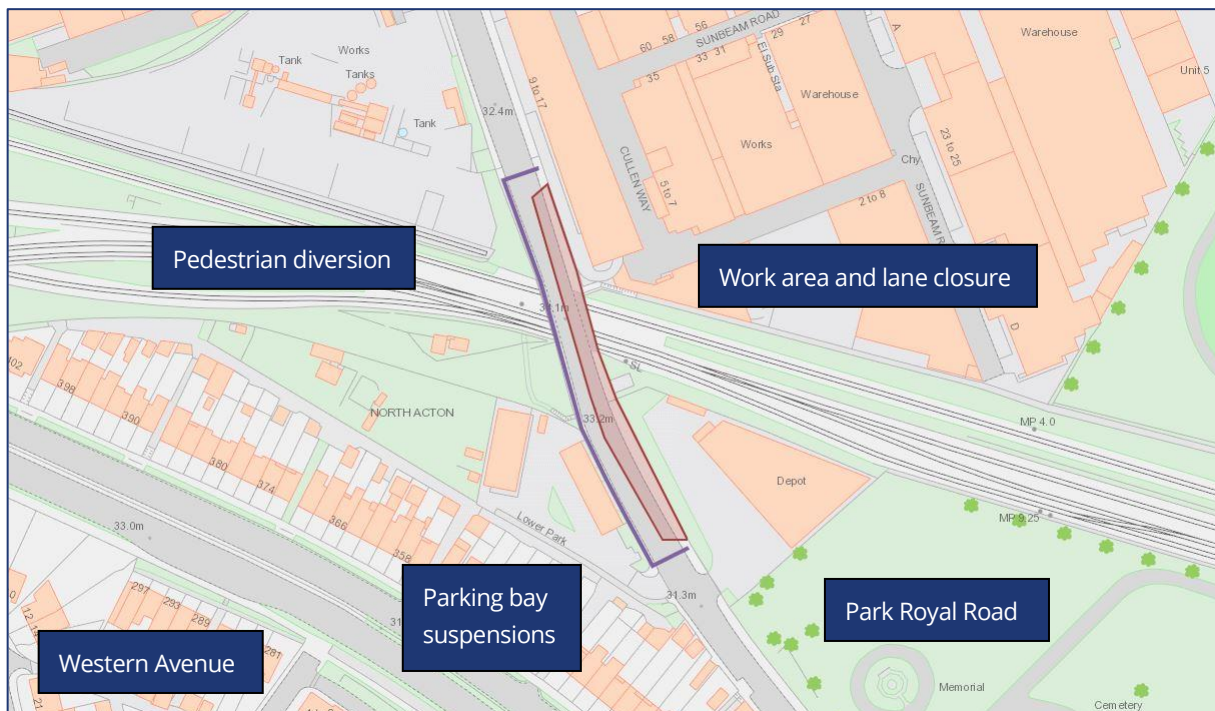 SUNBEAM ROAD
60
58
56
29
27
Works
Tank
Tanks
Tank
32.4m
9 to 17
35
33
31
El Sub Sta
Warehouse
A
Warehouse
Unit 5
Works
CULLEN WAY
5 to 7
Chy
23 to 25
2 to 8
Pedestrian diversion
Work area and lane closure
SL
D
402
398
390
380
374
366
358
NORTH ACTON
33.2m
MP 4.0
Depot
MP 9.25
33.0m
Lower Park
Parking bay
suspensions
31.3m
Park Royal Road
297
293
289
281
Western Avenue
Memorial
Cemetery
21